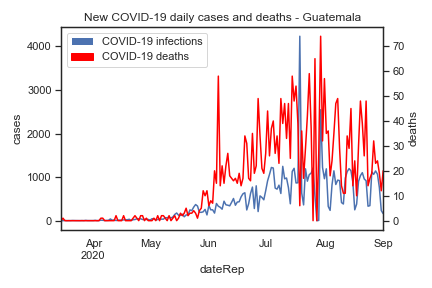 New COVID-19 daily cases and deaths - Guatemala
COVID-19 infections
COVID-19 deaths
cases
4000
3000
2000
1000
0
deaths
70
60
50
40
30
20
10
0
Apr
2020
May
Jun
Jul
Aug
Sep
dateRep